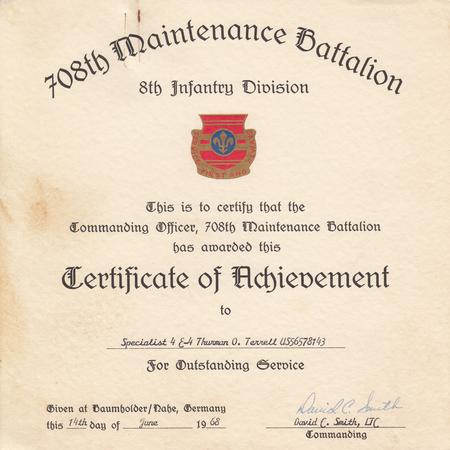 708th Maintenance Battalion
8th Infantry Division
This is to certify that the
Commanding Officer, 708th Maintenance Battalion
has awarded this
Certificate of Achievement
to
Specialist 4 E-4 Thurman O. Terrell US56578143
For Outstanding Service
Given at Baumholder/Nahe, Germany
this 14th day of June 1968
David C. Smith
David C. Smith, LTC
Commanding